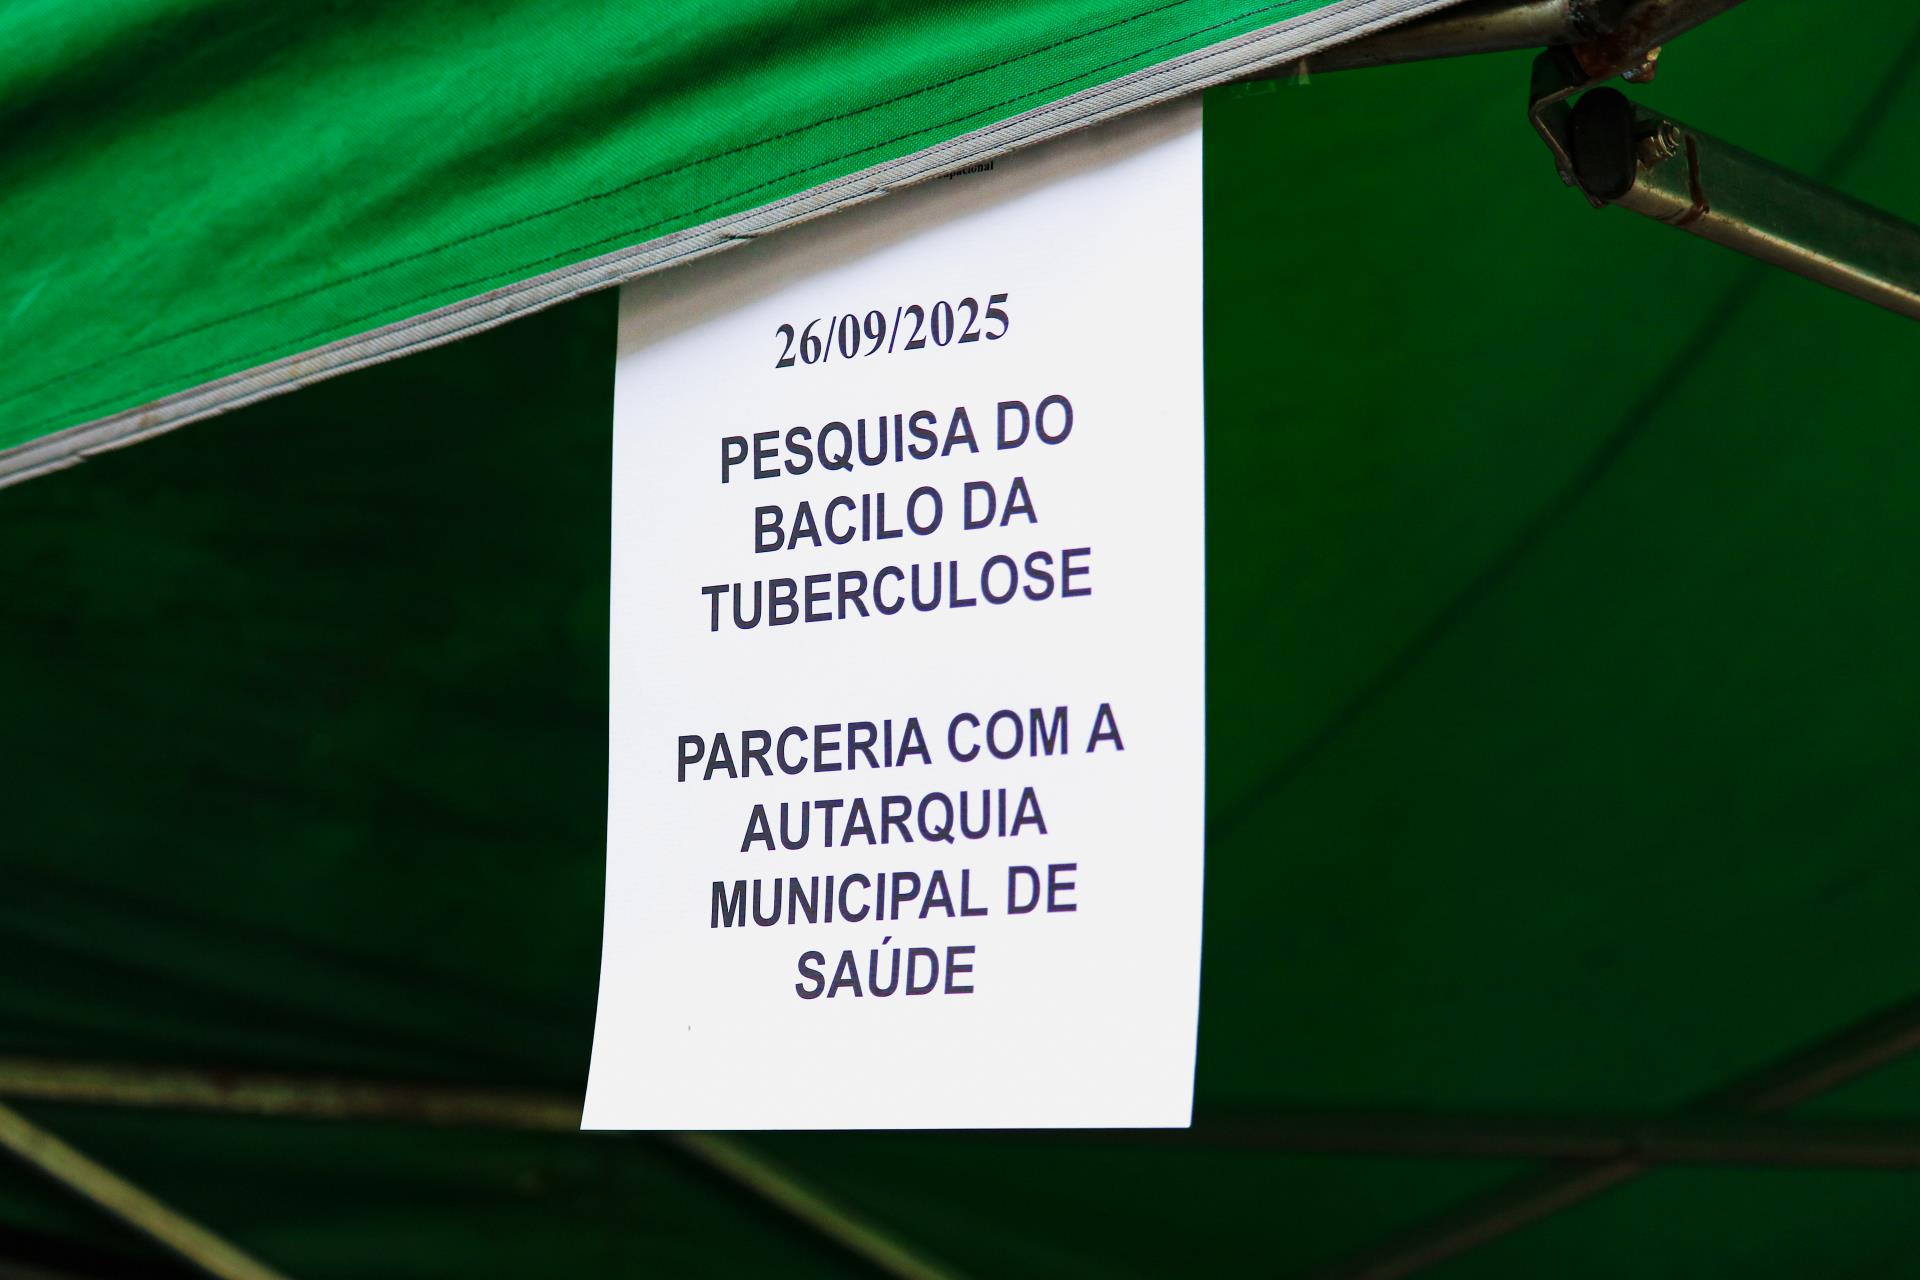 26/09/2025
PESQUISA DO
BACILO DA
TUBERCULOSE
PARCERIA COM A
AUTARQUIA
MUNICIPAL DE
SAÚDE